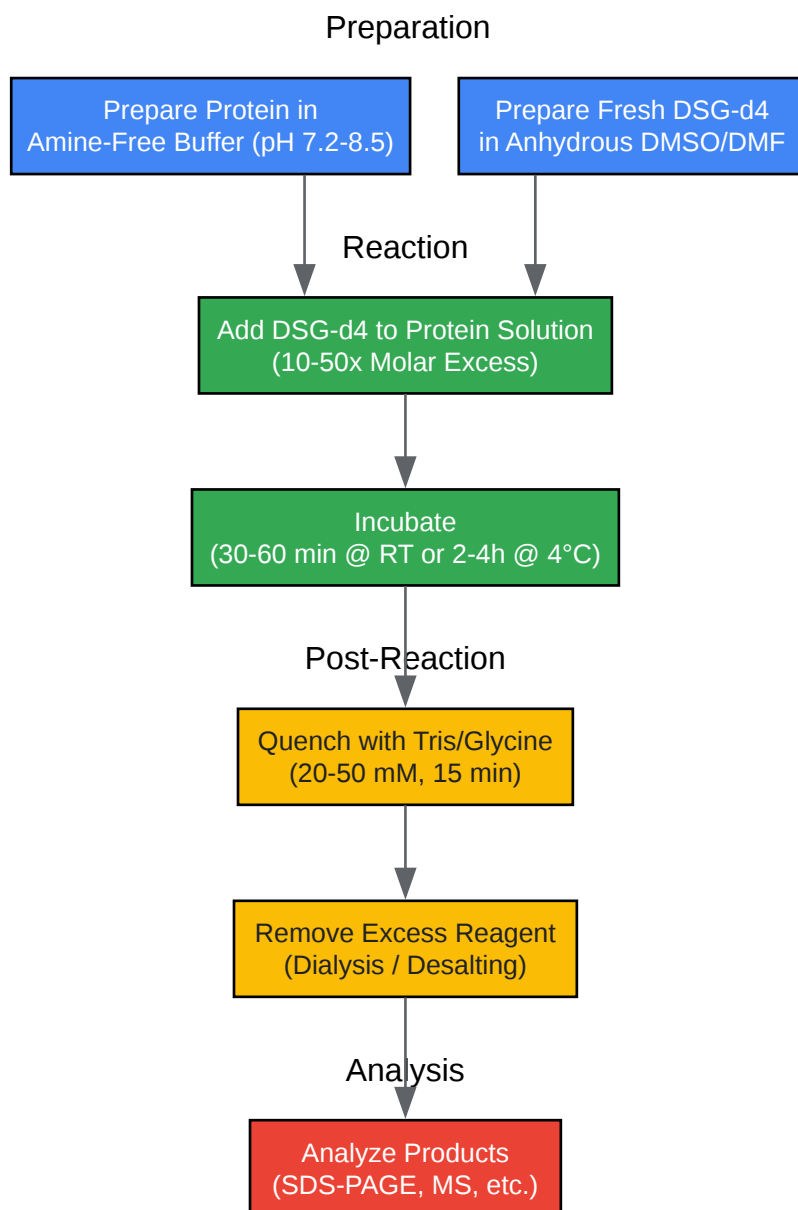 Preparation
Prepare Protein in
Amine-Free Buffer (pH 7.2-8.5)
Prepare Fresh DSG-d4
in Anhydrous DMSO/DMF
Reaction
Add DSG-d4 to Protein Solution
(10-50x Molar Excess)
Incubate
(30-60 min @ RT or 2-4h @ 4°C)
Post-Reaction
Quench with Tris/Glycine
(20-50 mM, 15 min)
Remove Excess Reagent
(Dialysis / Desalting)
Analysis
Analyze Products
(SDS-PAGE, MS, etc.)